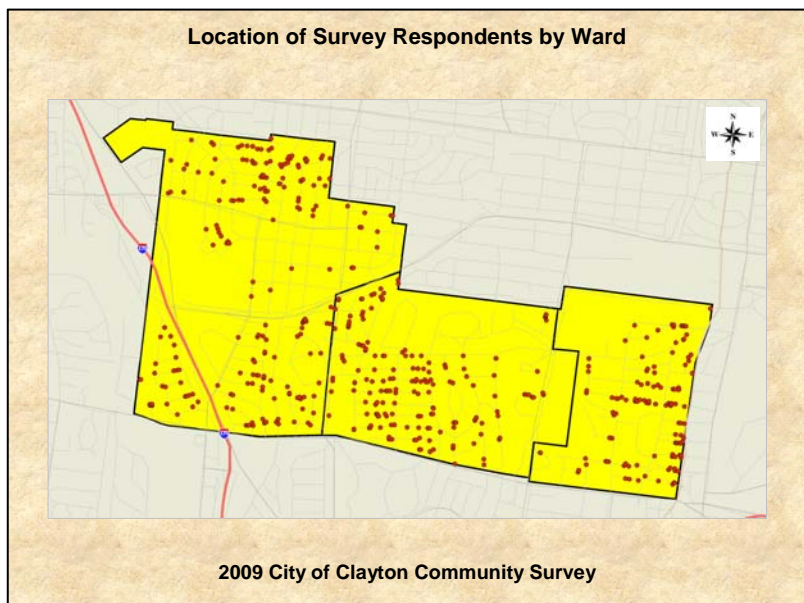 Location of Survey Respondents by Ward
N
W E
S
2009 City of Clayton Community Survey